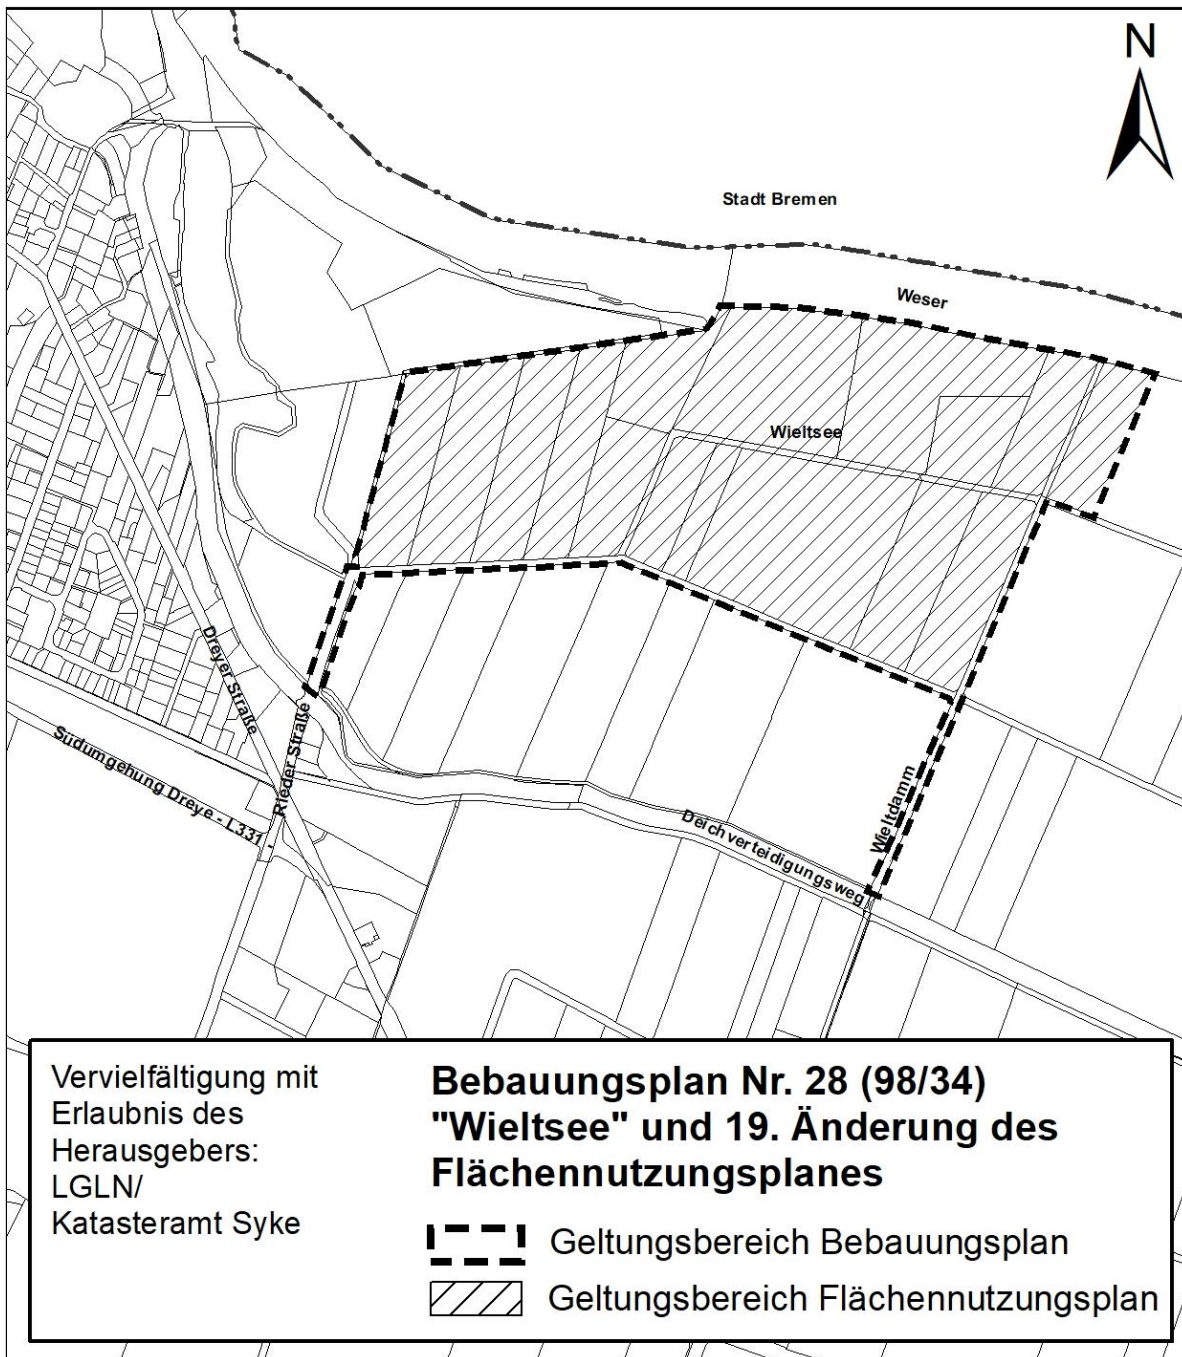 N
Stadt Bremen
Weser
Wieltsee
Dreyer Straße
Rieder Straße
Südumgehung Dreye - L331 -
Deichverteidigungsweg
Wieltdamm
Vervielfältigung mit
Erlaubnis des
Herausgebers:
LGLN/
Katasteramt Syke
Bebauungsplan Nr. 28 (98/34)
"Wieltsee" und 19. Änderung des
Flächennutzungsplanes
Geltungsbereich Bebauungsplan
Geltungsbereich Flächennutzungsplan